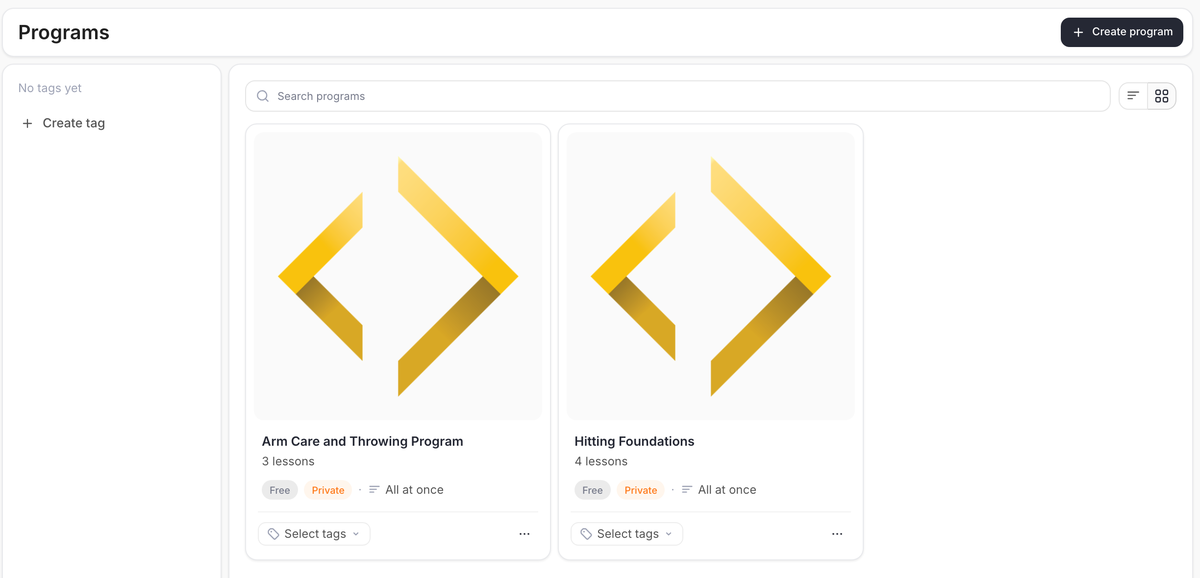 Programs
+ Create program
No tags yet
+ Create tag
Search programs
Arm Care and Throwing Program
3 lessons
Free Private · All at once
Select tags
Hitting Foundations
4 lessons
Free Private · All at once
Select tags